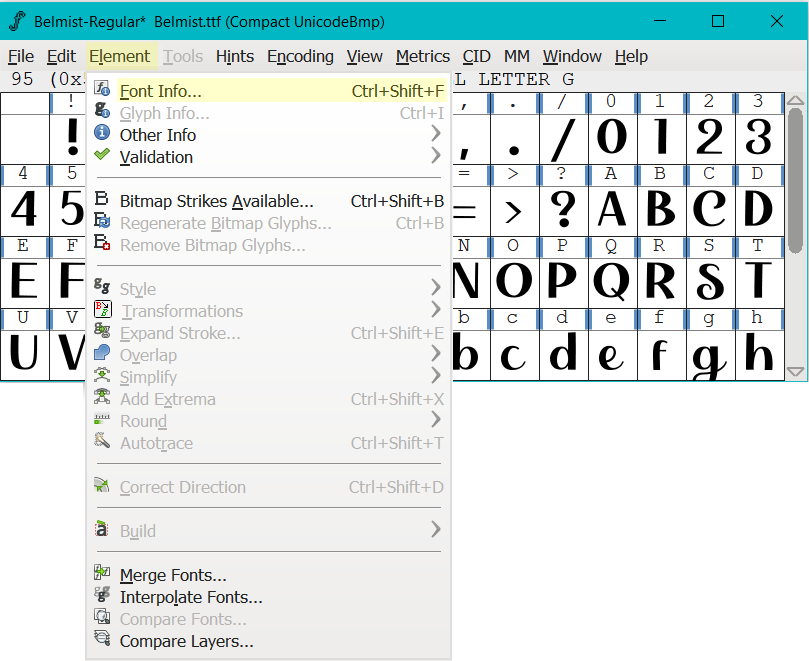 Belmist-Regular*  Belmist.ttf (Compact UnicodeBmp)
File Edit Element Tools Hints Encoding View Metrics CID MM Window Help
95 (0x L LETTER G
! , . / 0 1 2 3
! , . / 0 1 2 3
4 5 = > ? A B C D
4 5 = > ? A B C D
E F N O P Q R S T
E F N O P Q R S T
U V b c d e f g h
U V b c d e f g h
Font Info... Ctrl+Shift+F
Glyph Info... Ctrl+I
Other Info
Validation
Bitmap Strikes Available... Ctrl+Shift+B
Regenerate Bitmap Glyphs... Ctrl+B
Remove Bitmap Glyphs...
Style
Transformations
Expand Stroke... Ctrl+Shift+E
Overlap
Simplify
Add Extrema Ctrl+Shift+X
Round
Autotrace Ctrl+Shift+T
Correct Direction Ctrl+Shift+D
Build
Merge Fonts...
Interpolate Fonts...
Compare Fonts...
Compare Layers...